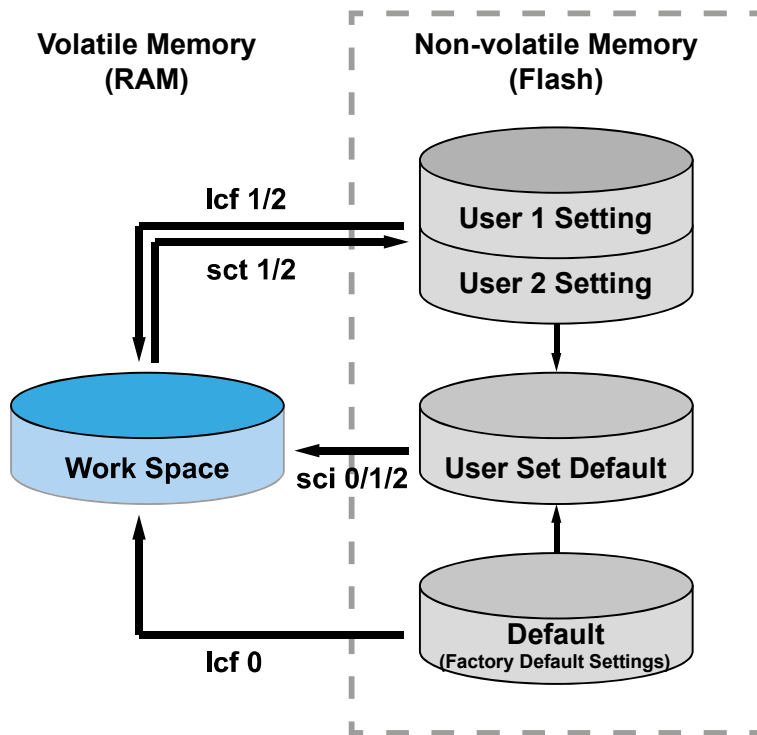 Volatile Memory
(RAM)
Non-volatile Memory
(Flash)
lcf 1/2
sct 1/2
User 1 Setting
User 2 Setting
Work Space
sci 0/1/2
User Set Default
lcf 0
Default
(Factory Default Settings)